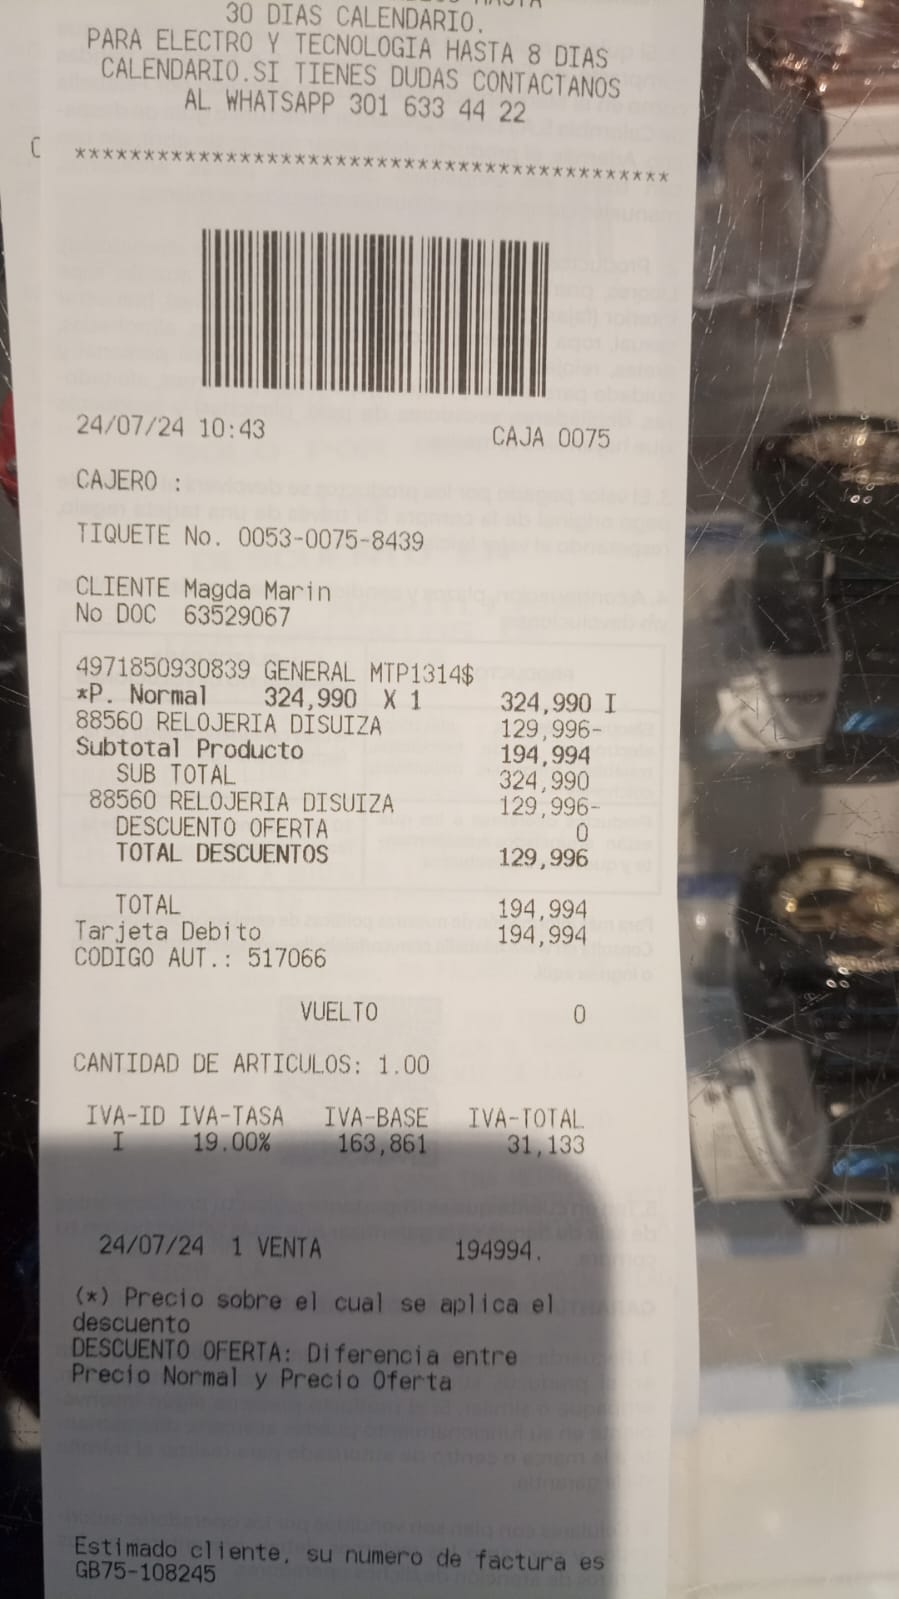 30 DIAS CALENDARIO.
PARA ELECTRO Y TECNOLOGIA HASTA 8 DIAS
CALENDARIO.SI TIENES DUDAS CONTACTANOS
AL WHATSAPP 301 633 44 22
********************************************
24/07/24 10:43 CAJA 0075
CAJERO :
TIQUETE No. 0053-0075-8439
CLIENTE Magda Marin
No DOC 63529067
4971850930839 GENERAL MTP1314$
*P. Normal 324,990 X 1 324,990 I
88560 RELOJERIA DISUIZA 129,996-
Subtotal Producto 194,994
SUB TOTAL 324,990
88560 RELOJERIA DISUIZA 129,996-
DESCUENTO OFERTA 0
TOTAL DESCUENTOS 129,996
TOTAL 194,994
Tarjeta Debito 194,994
CODIGO AUT.: 517066
VUELTO 0
CANTIDAD DE ARTICULOS: 1.00
IVA-ID IVA-TASA IVA-BASE IVA-TOTAL
I 19.00% 163,861 31,133
24/07/24 1 VENTA 194994.
(*) Precio sobre el cual se aplica el
descuento
DESCUENTO OFERTA: Diferencia entre
Precio Normal y Precio Oferta
Estimado cliente, su numero de factura es
GB75-108245